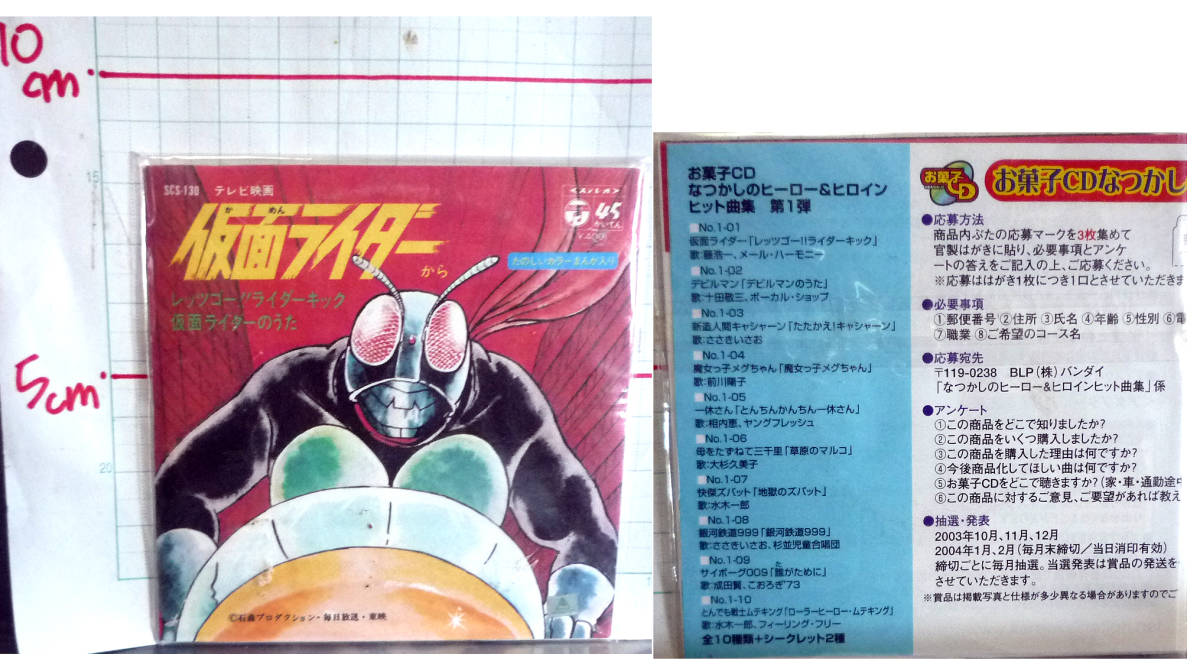 10
cm
5cm
15
20
SCS-130 テレビ映画
かめん
仮面ライダー
から
レッツゴー!!ライダーキック
仮面ライダーのうた
ステレオ
45
かいてん
¥400
たのしいカラーまんが入り
©石森プロダクション・毎日放送・東映
お菓子CD
なつかしのヒーロー&ヒロイン
ヒット曲集 第1弾
■No.1-01
仮面ライダー「レッツゴー!!ライダーキック」
歌:藤浩一、メール・ハーモニー
■No.1-02
デビルマン「デビルマンのうた」
歌:十田敬三、ボーカル・ショップ
■No.1-03
新造人間キャシャーン「たたかえ!キャシャーン」
歌:ささきいさお
■No.1-04
魔女っ子メグちゃん「魔女っ子メグちゃん」
歌:前川陽子
■No.1-05
一休さん「とんちんかんちん一休さん」
歌:相内恵、ヤングフレッシュ
■No.1-06
母をたずねて三千里「草原のマルコ」
歌:大杉久美子
■No.1-07
快傑ズバット「地獄のズバット」
歌:水木一郎
■No.1-08
銀河鉄道999「銀河鉄道999」
歌:ささきいさお、杉並児童合唱団
■No.1-09
サイボーグ009「誰がために」
た
歌:成田賢、こおろぎ'73
■No.1-10
とんでも戦士ムテキング「ローラーヒーロー・ムテキング」
歌:水木一郎、フィーリング・フリー
全10種類+シークレット2種
お菓子CD
お菓子CDなつかし
●応募方法
商品内ぶたの応募マークを3枚集めて
官製はがきに貼り、必要事項とアンケ
ートの答えをご記入の上、ご応募ください。
※応募ははがき1枚につき1口とさせていただきま
●必要事項
①郵便番号 ②住所 ③氏名 ④年齢 ⑤性別 ⑥電
⑦職業 ⑧ご希望のコース名
●応募宛先
〒119-0238 BLP(株)バンダイ
「なつかしのヒーロー&ヒロインヒット曲集」係
●アンケート
①この商品をどこで知りましたか?
②この商品をいくつ購入しましたか?
③この商品を購入した理由は何ですか?
④今後商品化してほしい曲は何ですか?
⑤お菓子CDをどこで聴きますか?(家・車・通勤途中
⑥この商品に対するご意見、ご要望があれば教え
●抽選・発表
2003年10月、11月、12月
2004年1月、2月(毎月末締切/当日消印有効)
締切ごとに毎月抽選。当選発表は賞品の発送を
させていただきます。
※賞品は掲載写真と仕様が多少異なる場合がありますのでご